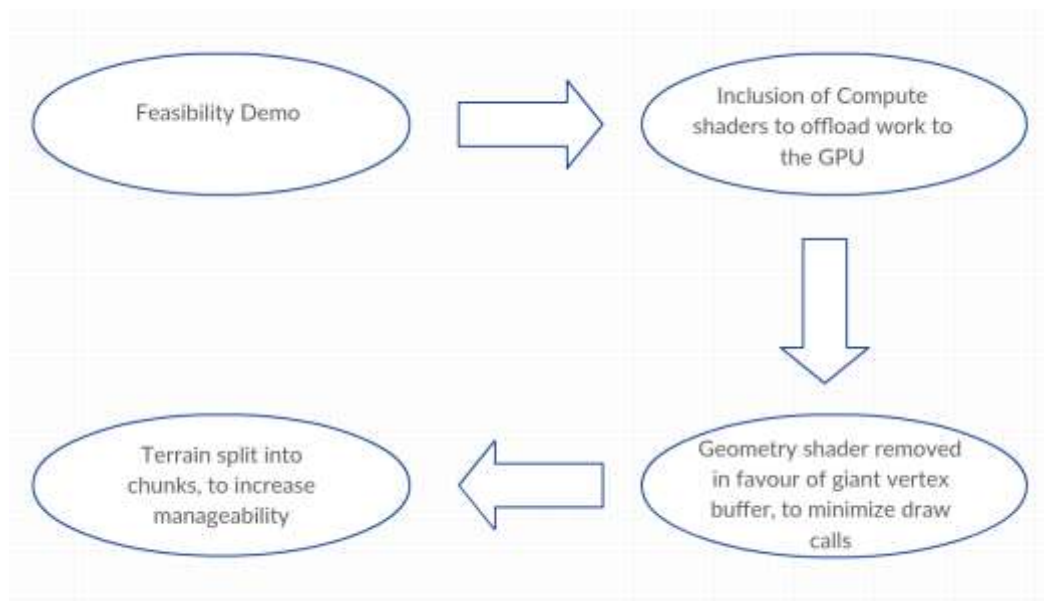 Feasibility Demo
Inclusion of Compute
shaders to offload work to
the GPU
Geometry shader removed
in favour of giant vertex
buffer, to minimize draw
calls
Terrain split into
chunks, to increase
manageability